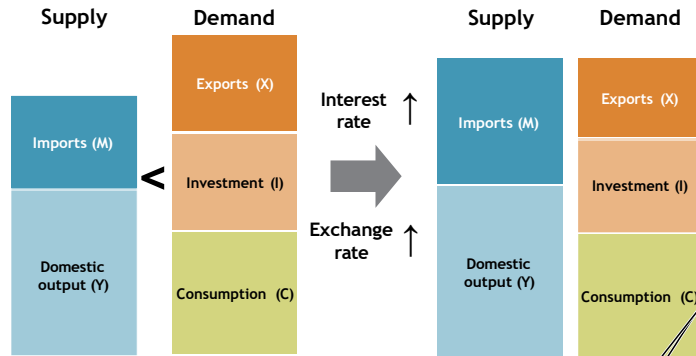 Supply
Demand
Supply
Demand
Exports (X)
Imports (M)
<
Investment (I)
Domestic
output (Y)
Consumption (C)
Interest
rate ↑
Exchange
rate ↑
Imports (M)
Exports (X)
Investment (I)
Domestic
output (Y)
Consumption (C)